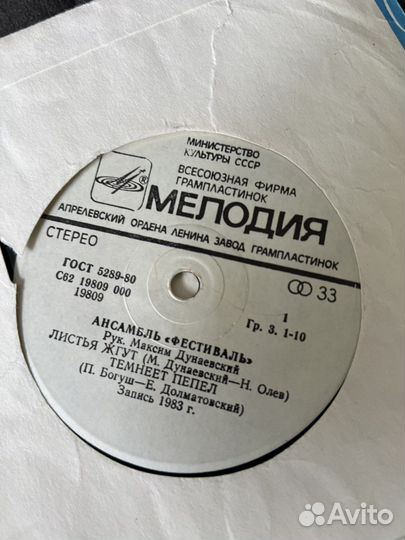 МИНИСТЕРСТВО
КУЛЬТУРЫ СССР
ВСЕСОЮЗНАЯ ФИРМА
ГРАМПЛАСТИНОК
®
МЕЛОДИЯ
АПРЕЛЕВСКИЙ ОРДЕНА ЛЕНИНА ЗАВОД ГРАМПЛАСТИНОК
СТЕРЕО
33
ГОСТ 5289-80
С62 19809 000
19809
1
Гр. 3. 1-10
АНСАМБЛЬ «ФЕСТИВАЛЬ»
Рук. Максим Дунаевский
ЛИСТЬЯ ЖГУТ (М. Дунаевский—Н. Олев)
ТЕМНЕЕТ ПЕПЕЛ
(П. Богуш—Е. Долматовский)
Запись 1983 г.
Avito